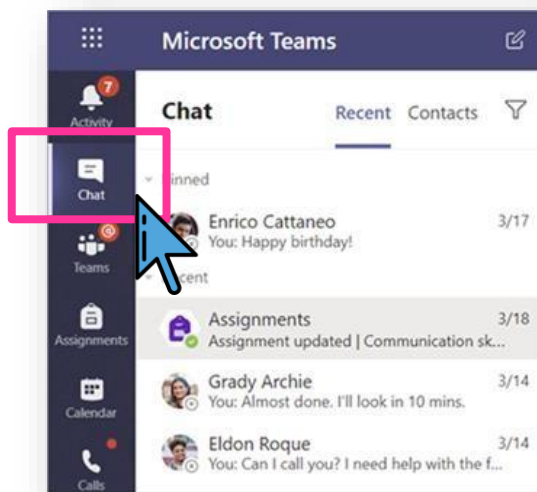 Microsoft Teams
7
Activity
Chat
Recent
Contacts
Chat
Enrico Cattaneo
3/17
You: Happy birthday!
@
Teams
Assignments
3/18
Assignment updated | Communication sk...
Assignments
Grady Archie
3/14
You: Almost done. I'll look in 10 mins.
Calendar
Eldon Roque
3/14
You: Can I call you? I need help with the f...
Calls